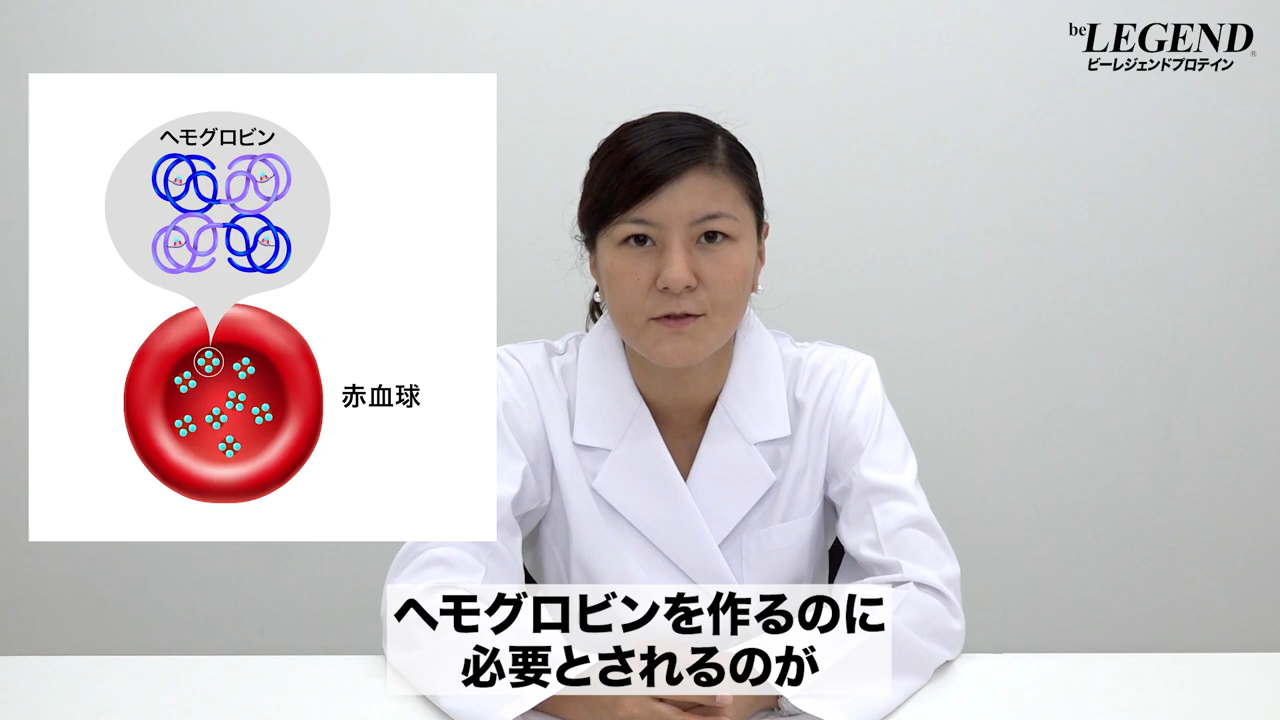 be LEGEND®
ビーレジェンドプロテイン
ヘモグロビン
赤血球
ヘモグロビンを作るのに
必要とされるのが